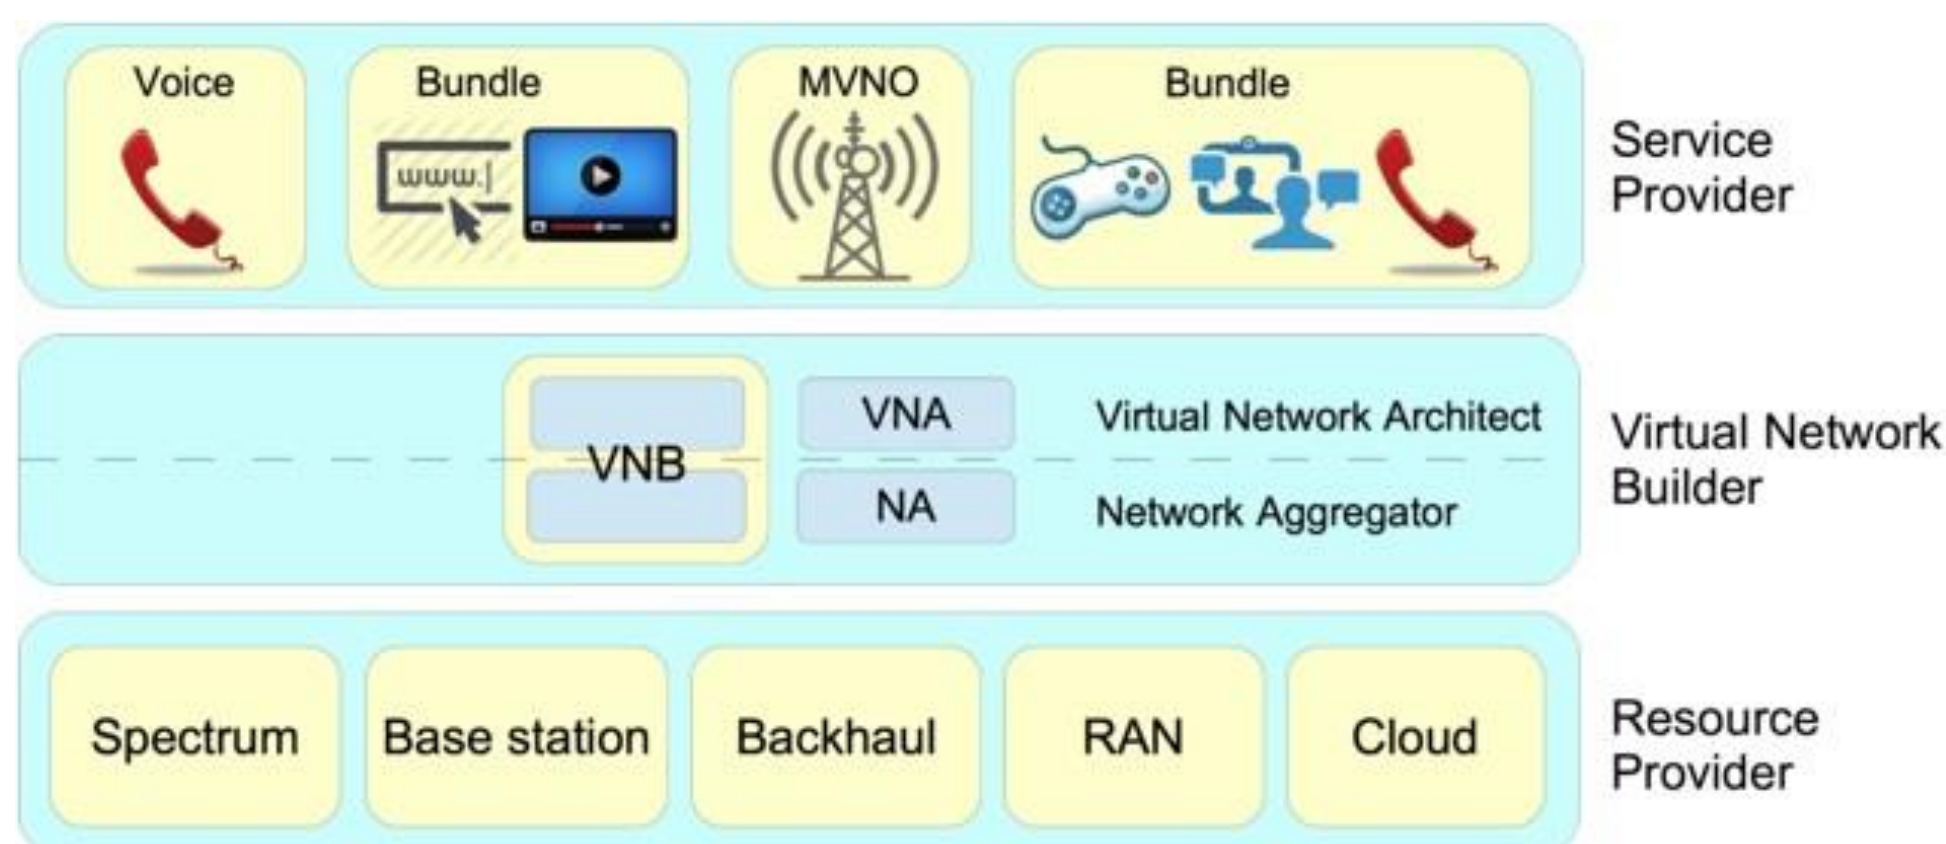 Voice
Bundle
MVNO
Bundle
www.
Service
Provider
VNB
VNA
Virtual Network Architect
NA
Network Aggregator
Virtual Network
Builder
Spectrum
Base station
Backhaul
RAN
Cloud
Resource
Provider